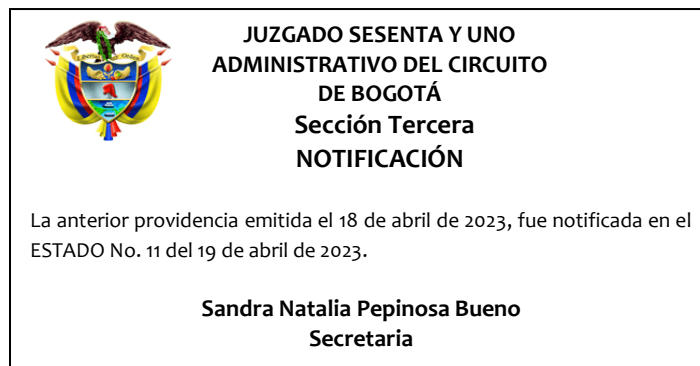 JUZGADO SESENTA Y UNO
ADMINISTRATIVO DEL CIRCUITO
DE BOGOTÁ
Sección Tercera
NOTIFICACIÓN
La anterior providencia emitida el 18 de abril de 2023, fue notificada en el
ESTADO No. 11 del 19 de abril de 2023.
Sandra Natalia Pepinosa Bueno
Secretaria